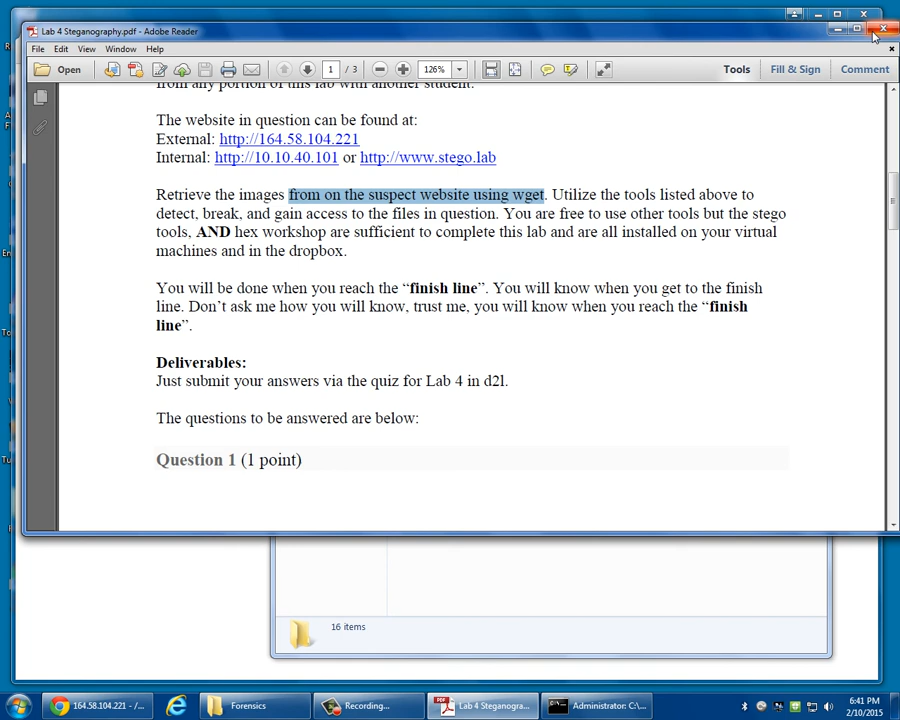 Lab 4 Steganography.pdf - Adobe Reader
File Edit View Window Help
Open 1 / 3 126% Tools Fill & Sign Comment
from any portion of this lab with another student.
The website in question can be found at:
External: http://164.58.104.221
Internal: http://10.10.40.101 or http://www.stego.lab
Retrieve the images from on the suspect website using wget. Utilize the tools listed above to
detect, break, and gain access to the files in question. You are free to use other tools but the stego
tools, AND hex workshop are sufficient to complete this lab and are all installed on your virtual
machines and in the dropbox.
You will be done when you reach the “finish line”. You will know when you get to the finish
line. Don’t ask me how you will know, trust me, you will know when you reach the “finish
line”.
Deliverables:
Just submit your answers via the quiz for Lab 4 in d2l.
The questions to be answered are below:
Question 1 (1 point)
16 items
164.58.104.221 - /... Forensics Recording... Lab 4 Steganogra... Administrator: C:\... 6:41 PM
2/10/2015